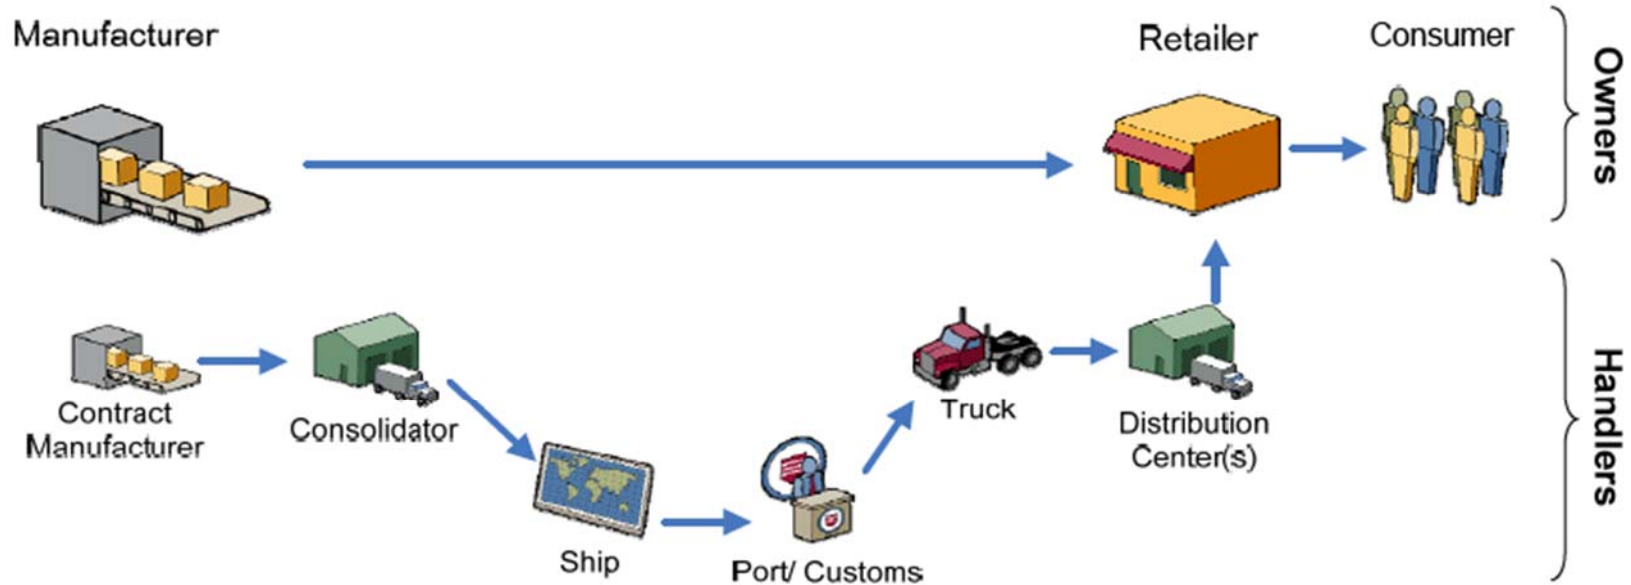 Manufacturer
Retailer
Consumer
Owners
Contract
Manufacturer
Consolidator
Ship
Port/ Customs
Truck
Distribution
Center(s)
Handlers